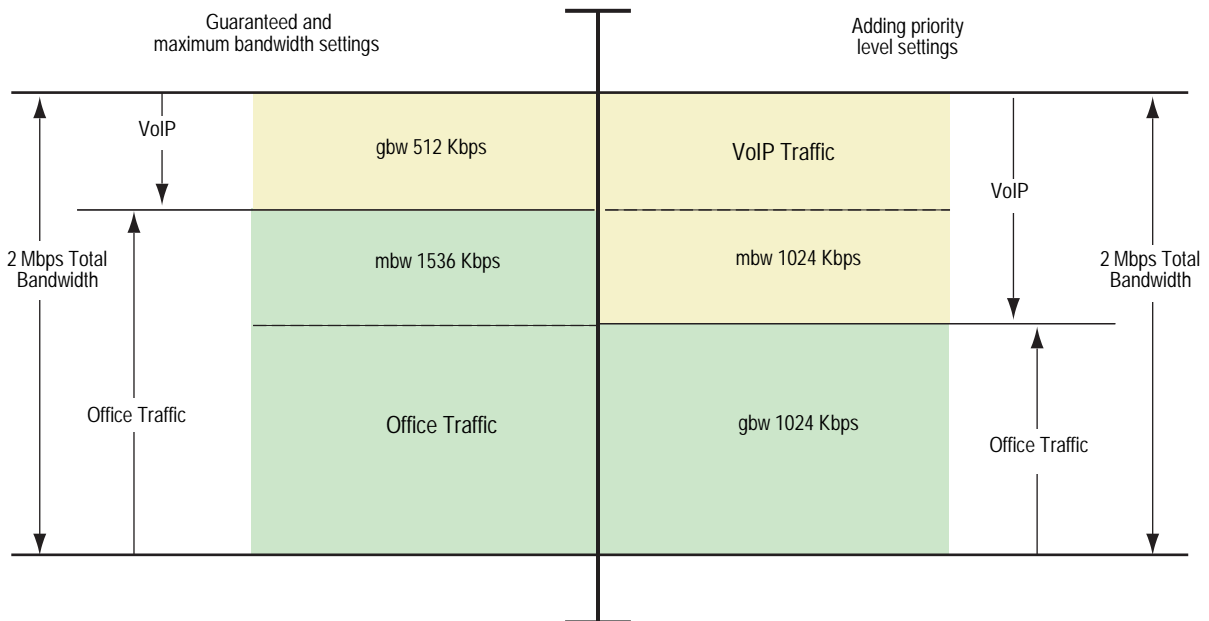 Guaranteed and
maximum bandwidth settings
Adding priority
level settings
VoIP
gbw 512 Kbps
VoIP Traffic
VoIP
2 Mbps Total
Bandwidth
mbw 1536 Kbps
mbw 1024 Kbps
2 Mbps Total
Bandwidth
Office Traffic
Office Traffic
gbw 1024 Kbps
Office Traffic